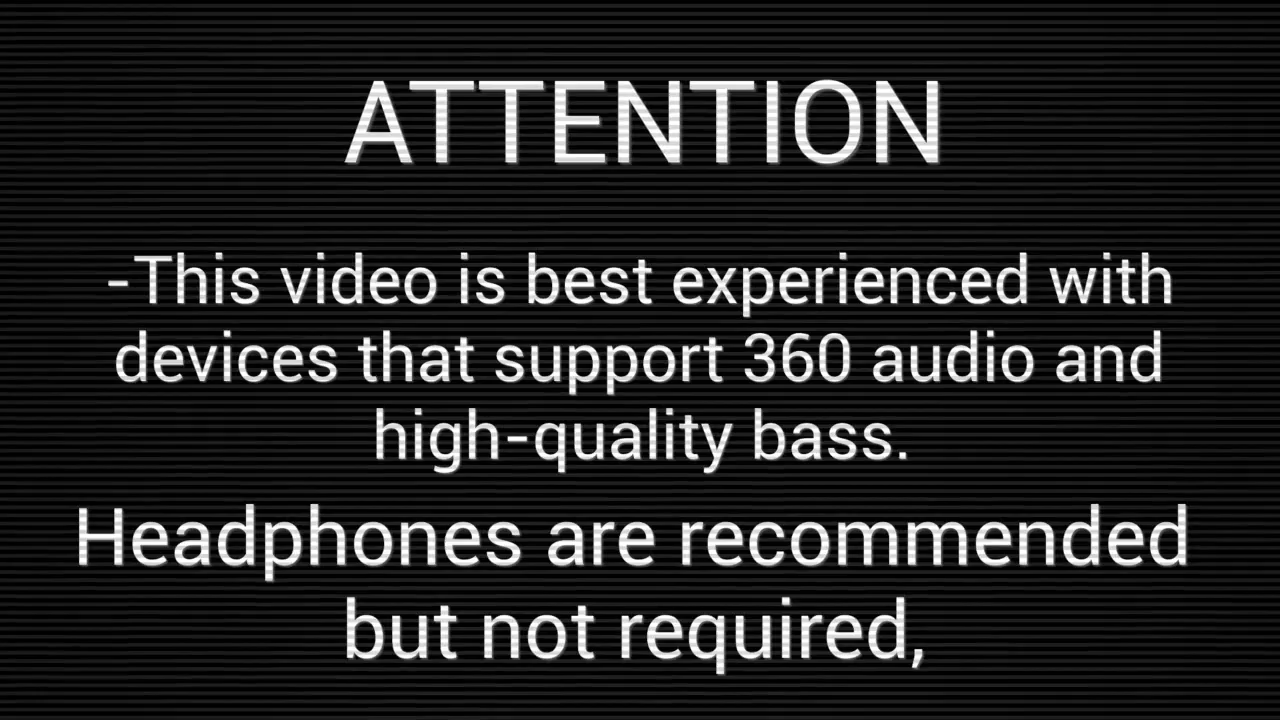 ATTENTION
-This video is best experienced with
devices that support 360 audio and
high-quality bass.
Headphones are recommended
but not required,